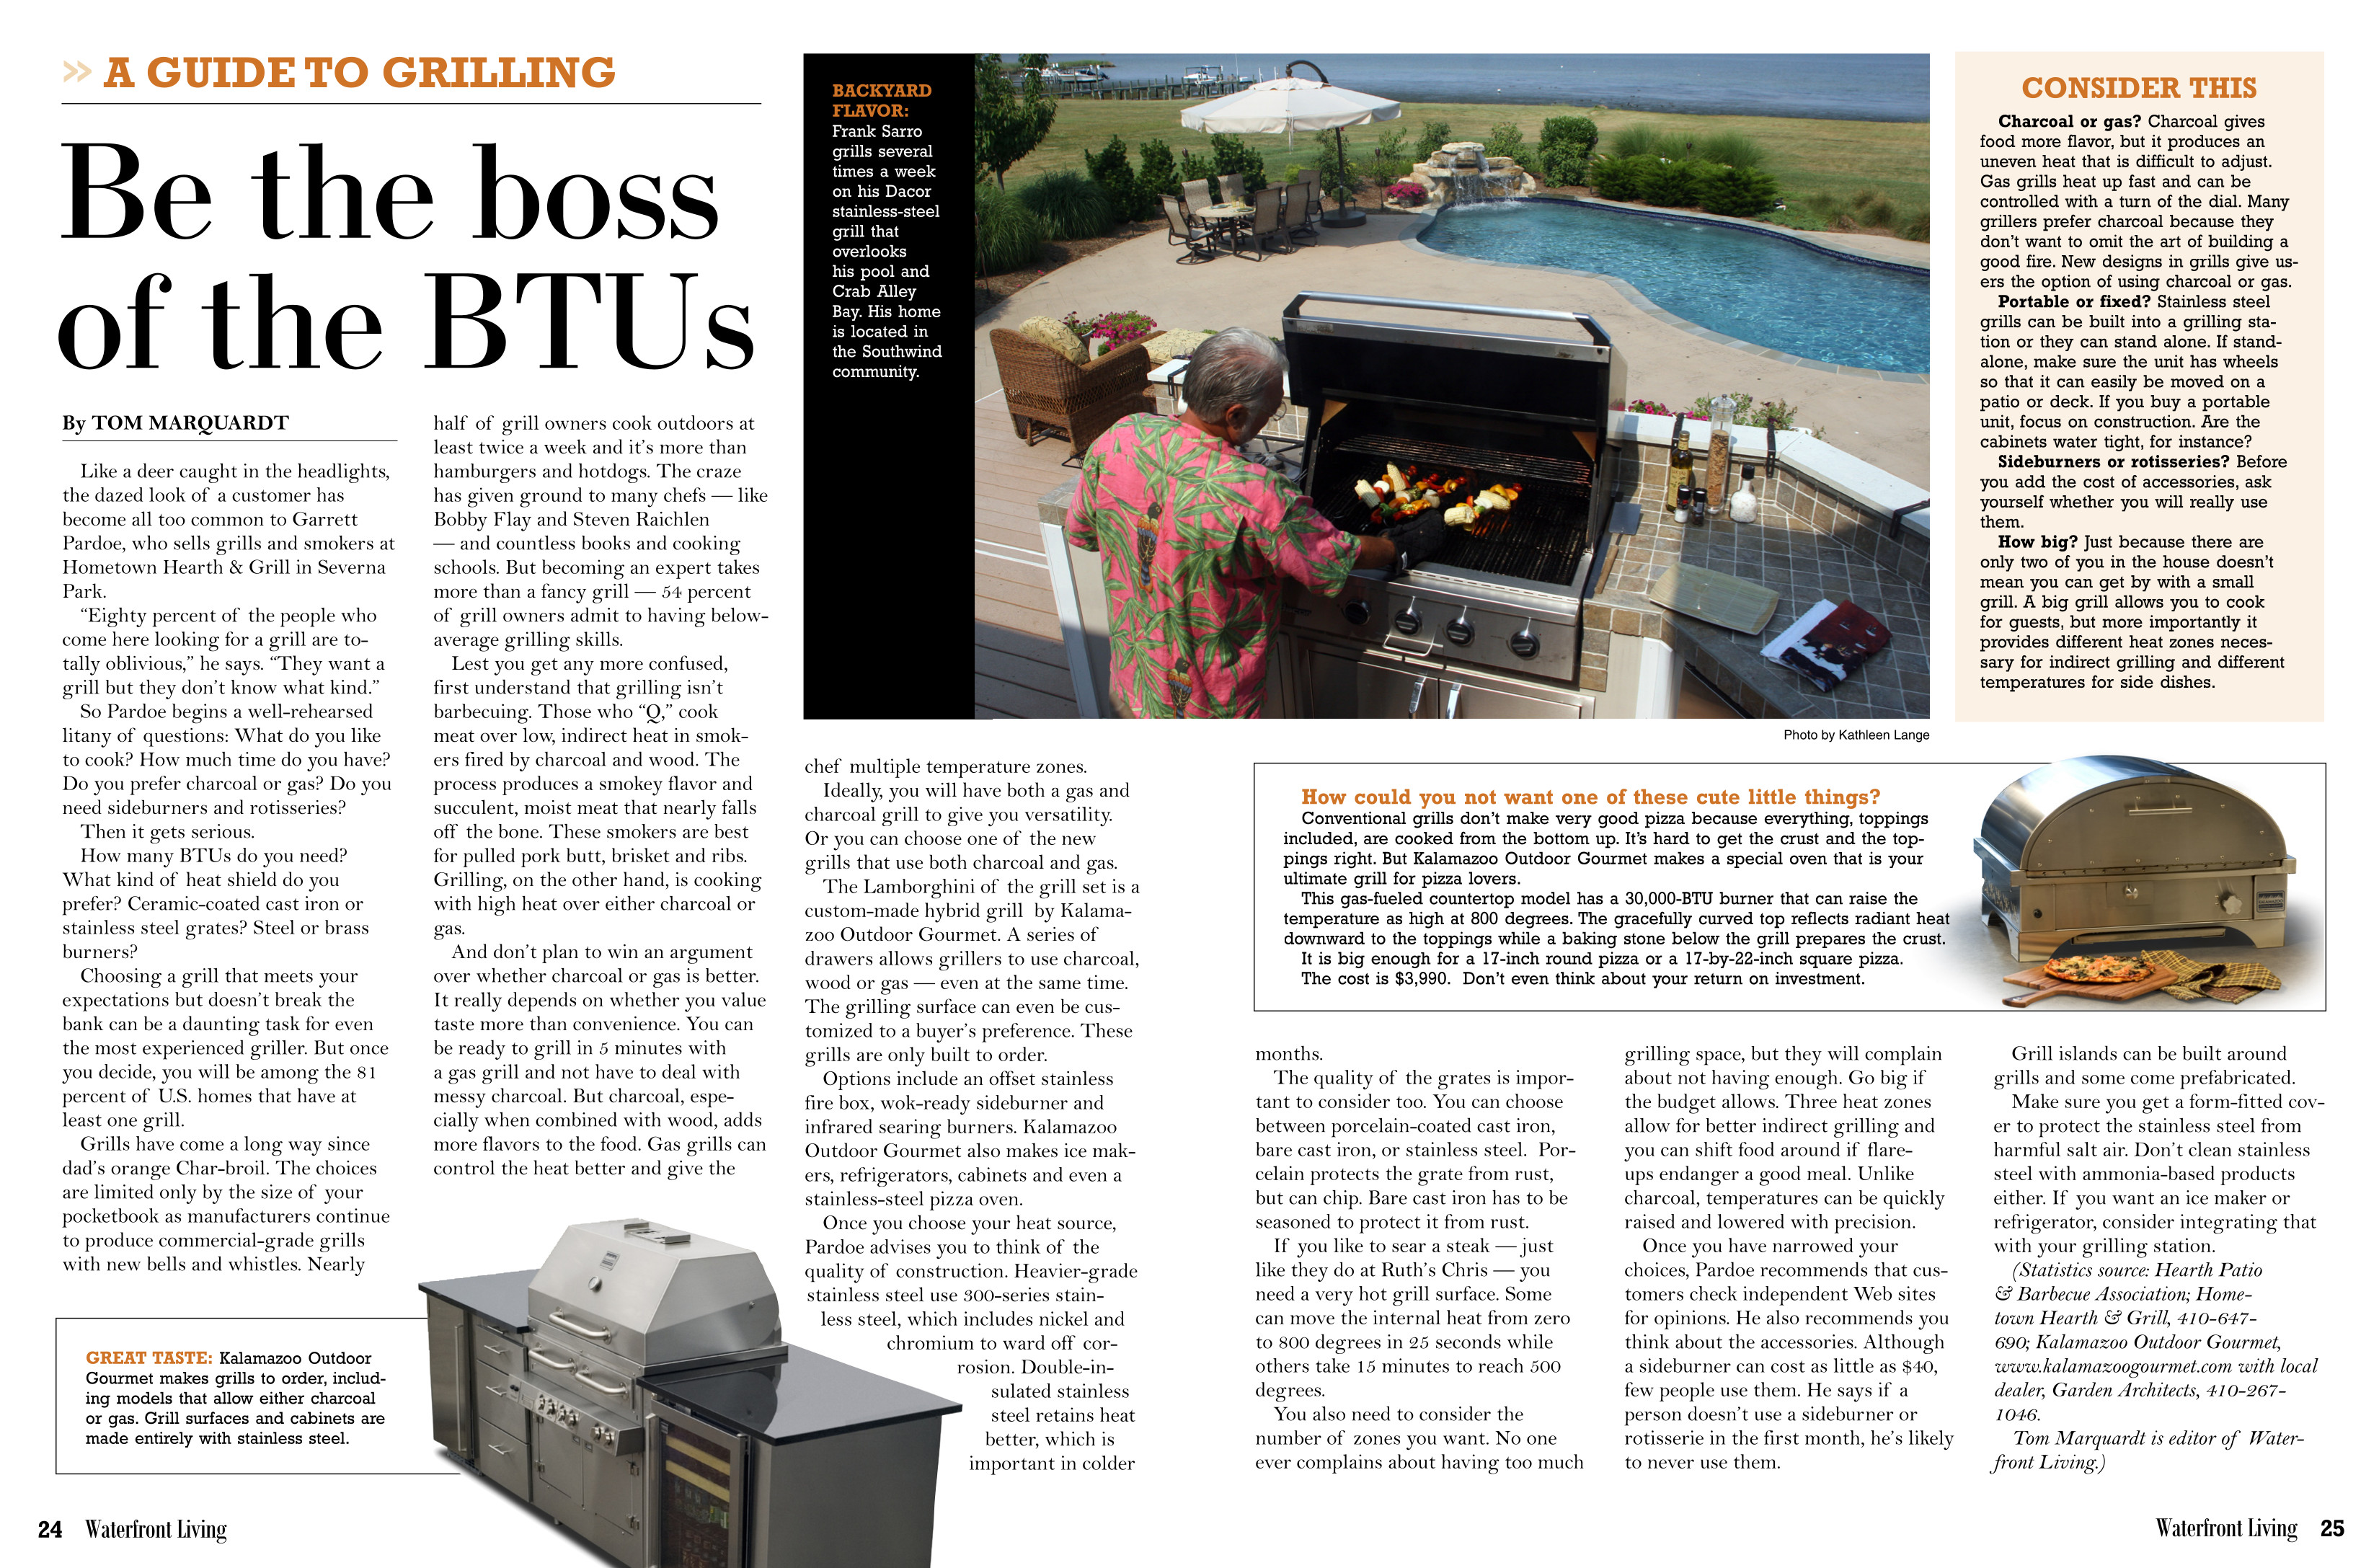 » A GUIDE TO GRILLING
Be the boss
of the BTUs
By TOM MARQUARDT
Like a deer caught in the headlights,
the dazed look of a customer has
become all too common to Garrett
Pardoe, who sells grills and smokers at
Hometown Hearth & Grill in Severna
Park.
“Eighty percent of the people who
come here looking for a grill are to-
tally oblivious,” he says. “They want a
grill but they don’t know what kind.”
So Pardoe begins a well-rehearsed
litany of questions: What do you like
to cook? How much time do you have?
Do you prefer charcoal or gas? Do you
need sideburners and rotisseries?
Then it gets serious.
How many BTUs do you need?
What kind of heat shield do you
prefer? Ceramic-coated cast iron or
stainless steel grates? Steel or brass
burners?
Choosing a grill that meets your
expectations but doesn’t break the
bank can be a daunting task for even
the most experienced griller. But once
you decide, you will be among the 81
percent of U.S. homes that have at
least one grill.
Grills have come a long way since
dad’s orange Char-broil. The choices
are limited only by the size of your
pocketbook as manufacturers continue
to produce commercial-grade grills
with new bells and whistles. Nearly
half of grill owners cook outdoors at
least twice a week and it’s more than
hamburgers and hotdogs. The craze
has given ground to many chefs — like
Bobby Flay and Steven Raichlen
— and countless books and cooking
schools. But becoming an expert takes
more than a fancy grill — 54 percent
of grill owners admit to having below-
average grilling skills.
Lest you get any more confused,
first understand that grilling isn’t
barbecuing. Those who “Q,” cook
meat over low, indirect heat in smok-
ers fired by charcoal and wood. The
process produces a smokey flavor and
succulent, moist meat that nearly falls
off the bone. These smokers are best
for pulled pork butt, brisket and ribs.
Grilling, on the other hand, is cooking
with high heat over either charcoal or
gas.
And don’t plan to win an argument
over whether charcoal or gas is better.
It really depends on whether you value
taste more than convenience. You can
be ready to grill in 5 minutes with
a gas grill and not have to deal with
messy charcoal. But charcoal, espe-
cially when combined with wood, adds
more flavors to the food. Gas grills can
control the heat better and give the
GREAT TASTE: Kalamazoo Outdoor
Gourmet makes grills to order, includ-
ing models that allow either charcoal
or gas. Grill surfaces and cabinets are
made entirely with stainless steel.
BACKYARD
FLAVOR:
Frank Sarro
grills several
times a week
on his Dacor
stainless-steel
grill that
overlooks
his pool and
Crab Alley
Bay. His home
is located in
the Southwind
community.
Photo by Kathleen Lange
chef multiple temperature zones.
Ideally, you will have both a gas and
charcoal grill to give you versatility.
Or you can choose one of the new
grills that use both charcoal and gas.
The Lamborghini of the grill set is a
custom-made hybrid grill by Kalama-
zoo Outdoor Gourmet. A series of
drawers allows grillers to use charcoal,
wood or gas — even at the same time.
The grilling surface can even be cus-
tomized to a buyer’s preference. These
grills are only built to order.
Options include an offset stainless
fire box, wok-ready sideburner and
infrared searing burners. Kalamazoo
Outdoor Gourmet also makes ice mak-
ers, refrigerators, cabinets and even a
stainless-steel pizza oven.
Once you choose your heat source,
Pardoe advises you to think of the
quality of construction. Heavier-grade
stainless steel use 300-series stain-
less steel, which includes nickel and
chromium to ward off cor-
rosion. Double-in-
sulated stainless
steel retains heat
better, which is
important in colder
CONSIDER THIS
Charcoal or gas? Charcoal gives
food more flavor, but it produces an
uneven heat that is difficult to adjust.
Gas grills heat up fast and can be
controlled with a turn of the dial. Many
grillers prefer charcoal because they
don’t want to omit the art of building a
good fire. New designs in grills give us-
ers the option of using charcoal or gas.
Portable or fixed? Stainless steel
grills can be built into a grilling sta-
tion or they can stand alone. If stand-
alone, make sure the unit has wheels
so that it can easily be moved on a
patio or deck. If you buy a portable
unit, focus on construction. Are the
cabinets water tight, for instance?
Sideburners or rotisseries? Before
you add the cost of accessories, ask
yourself whether you will really use
them.
How big? Just because there are
only two of you in the house doesn’t
mean you can get by with a small
grill. A big grill allows you to cook
for guests, but more importantly it
provides different heat zones neces-
sary for indirect grilling and different
temperatures for side dishes.
How could you not want one of these cute little things?
Conventional grills don’t make very good pizza because everything, toppings
included, are cooked from the bottom up. It’s hard to get the crust and the top-
pings right. But Kalamazoo Outdoor Gourmet makes a special oven that is your
ultimate grill for pizza lovers.
This gas-fueled countertop model has a 30,000-BTU burner that can raise the
temperature as high at 800 degrees. The gracefully curved top reflects radiant heat
downward to the toppings while a baking stone below the grill prepares the crust.
It is big enough for a 17-inch round pizza or a 17-by-22-inch square pizza.
The cost is $3,990. Don’t even think about your return on investment.
months.
The quality of the grates is impor-
tant to consider too. You can choose
between porcelain-coated cast iron,
bare cast iron, or stainless steel. Por-
celain protects the grate from rust,
but can chip. Bare cast iron has to be
seasoned to protect it from rust.
If you like to sear a steak — just
like they do at Ruth’s Chris — you
need a very hot grill surface. Some
can move the internal heat from zero
to 800 degrees in 25 seconds while
others take 15 minutes to reach 500
degrees.
You also need to consider the
number of zones you want. No one
ever complains about having too much
grilling space, but they will complain
about not having enough. Go big if
the budget allows. Three heat zones
allow for better indirect grilling and
you can shift food around if flare-
ups endanger a good meal. Unlike
charcoal, temperatures can be quickly
raised and lowered with precision.
Once you have narrowed your
choices, Pardoe recommends that cus-
tomers check independent Web sites
for opinions. He also recommends you
think about the accessories. Although
a sideburner can cost as little as $40,
few people use them. He says if a
person doesn’t use a sideburner or
rotisserie in the first month, he’s likely
to never use them.
Grill islands can be built around
grills and some come prefabricated.
Make sure you get a form-fitted cov-
er to protect the stainless steel from
harmful salt air. Don’t clean stainless
steel with ammonia-based products
either. If you want an ice maker or
refrigerator, consider integrating that
with your grilling station.
(Statistics source: Hearth Patio
& Barbecue Association; Home-
town Hearth & Grill, 410-647-
690; Kalamazoo Outdoor Gourmet,
www.kalamazoogourmet.com with local
dealer, Garden Architects, 410-267-
1046.
Tom Marquardt is editor of Water-
front Living.)
24 Waterfront Living
Waterfront Living 25